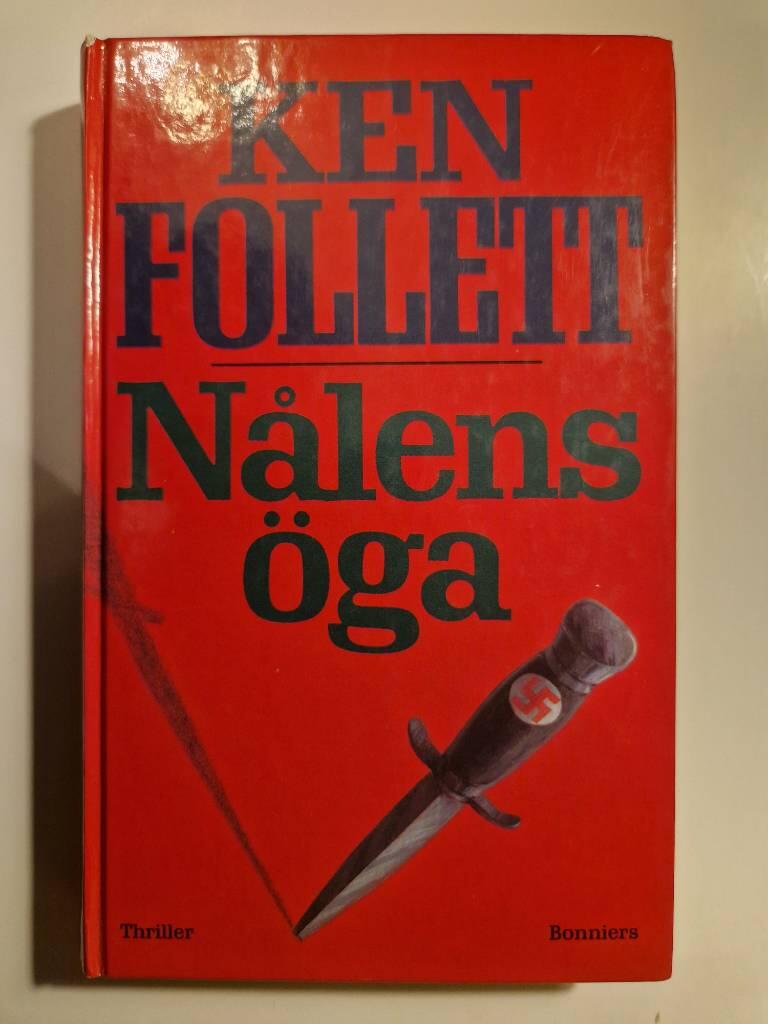 KEN
FOLLETT
Nålens
öga
Thriller
Bonniers